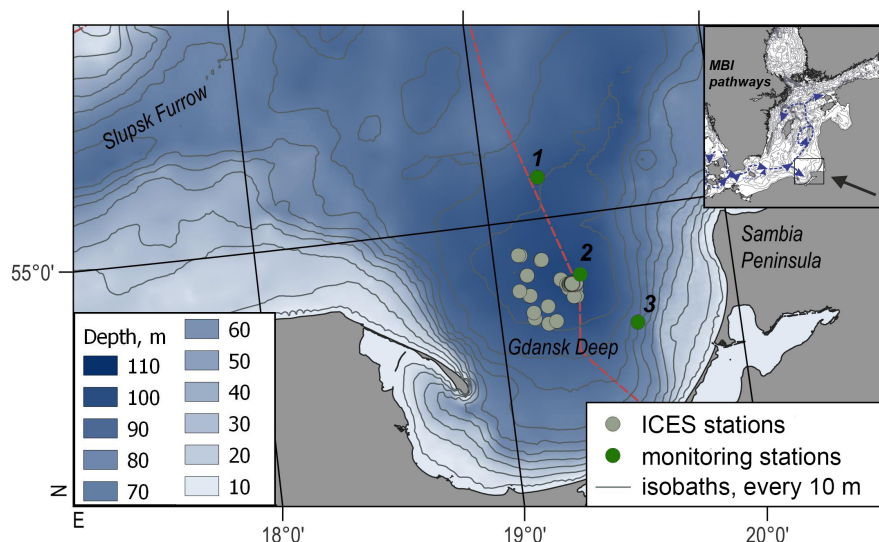 MBI
pathways
Slupsk Furrow
1
Sambia
Peninsula
2
55°0'
3
Gdansk Deep
Depth, m
110
100
90
80
70
60
50
40
30
20
10
ICES stations
monitoring stations
isobaths, every 10 m
N
E
18°0'
19°0'
20°0'